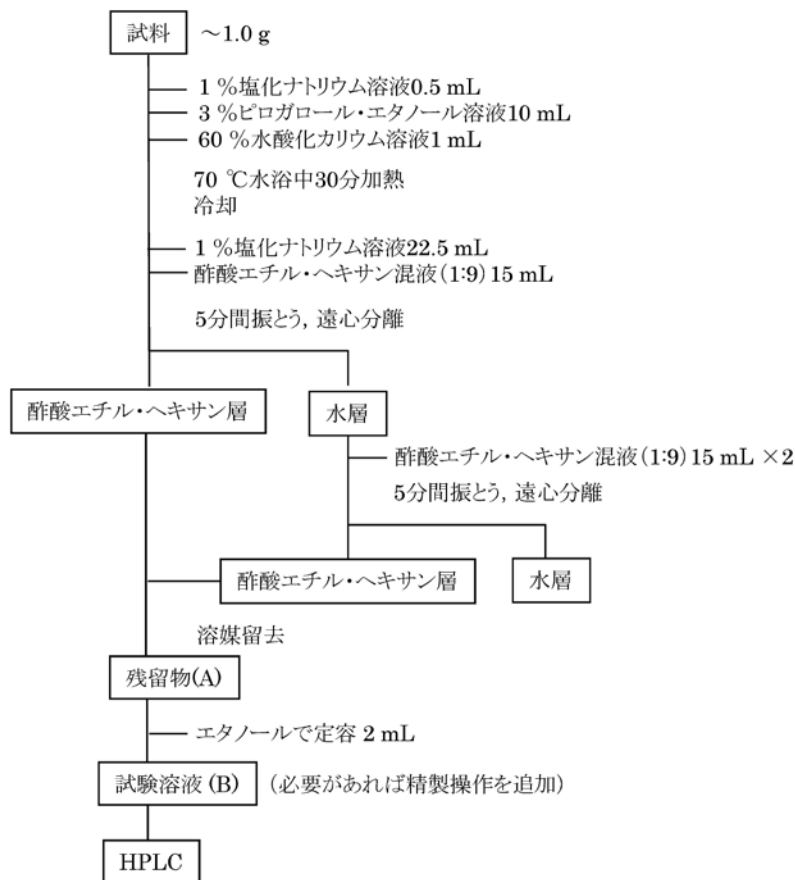 試料 ～1.0 g
1 %塩化ナトリウム溶液0.5 mL
3 %ピロガロール・エタノール溶液10 mL
60 %水酸化カリウム溶液1 mL
70 ℃水浴中30分加熱
冷却
1 %塩化ナトリウム溶液22.5 mL
酢酸エチル・ヘキサン混液(1:9) 15 mL
5分間振とう, 遠心分離
酢酸エチル・ヘキサン層
水層
酢酸エチル・ヘキサン混液(1:9) 15 mL ×2
5分間振とう, 遠心分離
酢酸エチル・ヘキサン層
水層
溶媒留去
残留物(A)
エタノールで定容 2 mL
試験溶液 (B) (必要があれば精製操作を追加)
HPLC